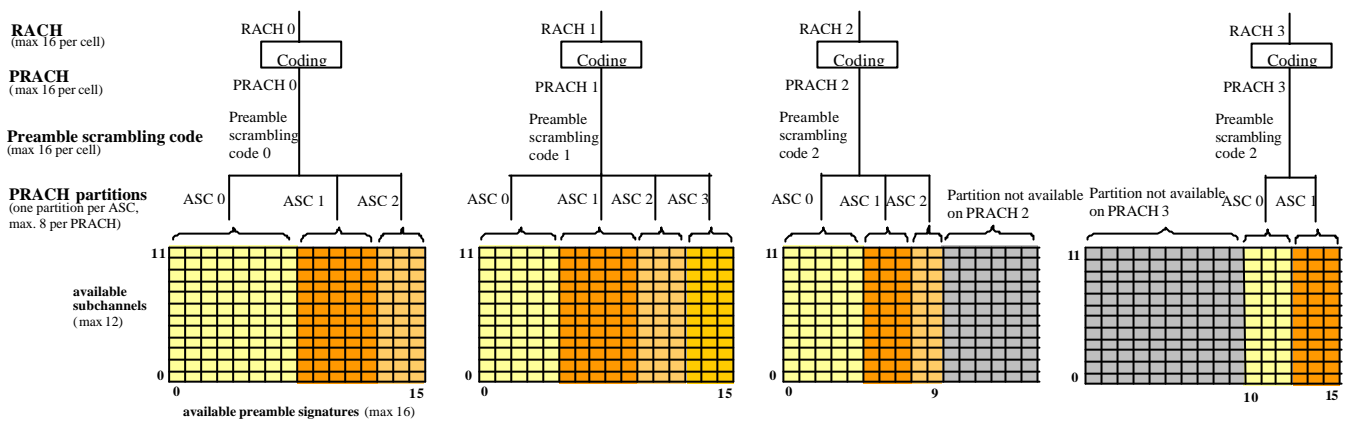 RACH
(max 16 per cell)
PRACH
(max 16 per cell)
Preamble scrambling code
(max 16 per cell)
PRACH partitions
(one partition per ASC,
max. 8 per PRACH)
available
subchannels
(max 12)
RACH 0
Coding
PRACH 0
Preamble
scrambling
code 0
ASC 0
ASC 1
ASC 2
11
0
0
15
available preamble signatures (max 16)
RACH 1
Coding
PRACH 1
Preamble
scrambling
code 1
ASC 0
ASC 1
ASC 2
ASC 3
11
0
0
15
RACH 2
Coding
PRACH 2
Preamble
scrambling
code 2
ASC 0
ASC 1
ASC 2
Partition not available
on PRACH 2
11
0
0
9
RACH 3
Coding
PRACH 3
Preamble
scrambling
code 2
Partition not available
on PRACH 3
ASC 0
ASC 1
11
0
10
15